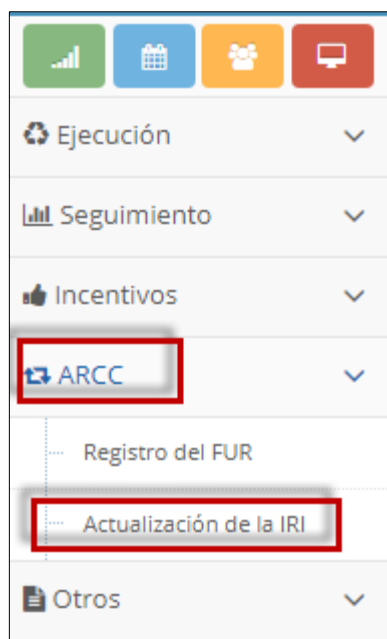 Ejecución
Seguimiento
Incentivos
ARCC
Registro del FUR
Actualización de la IRI
Otros